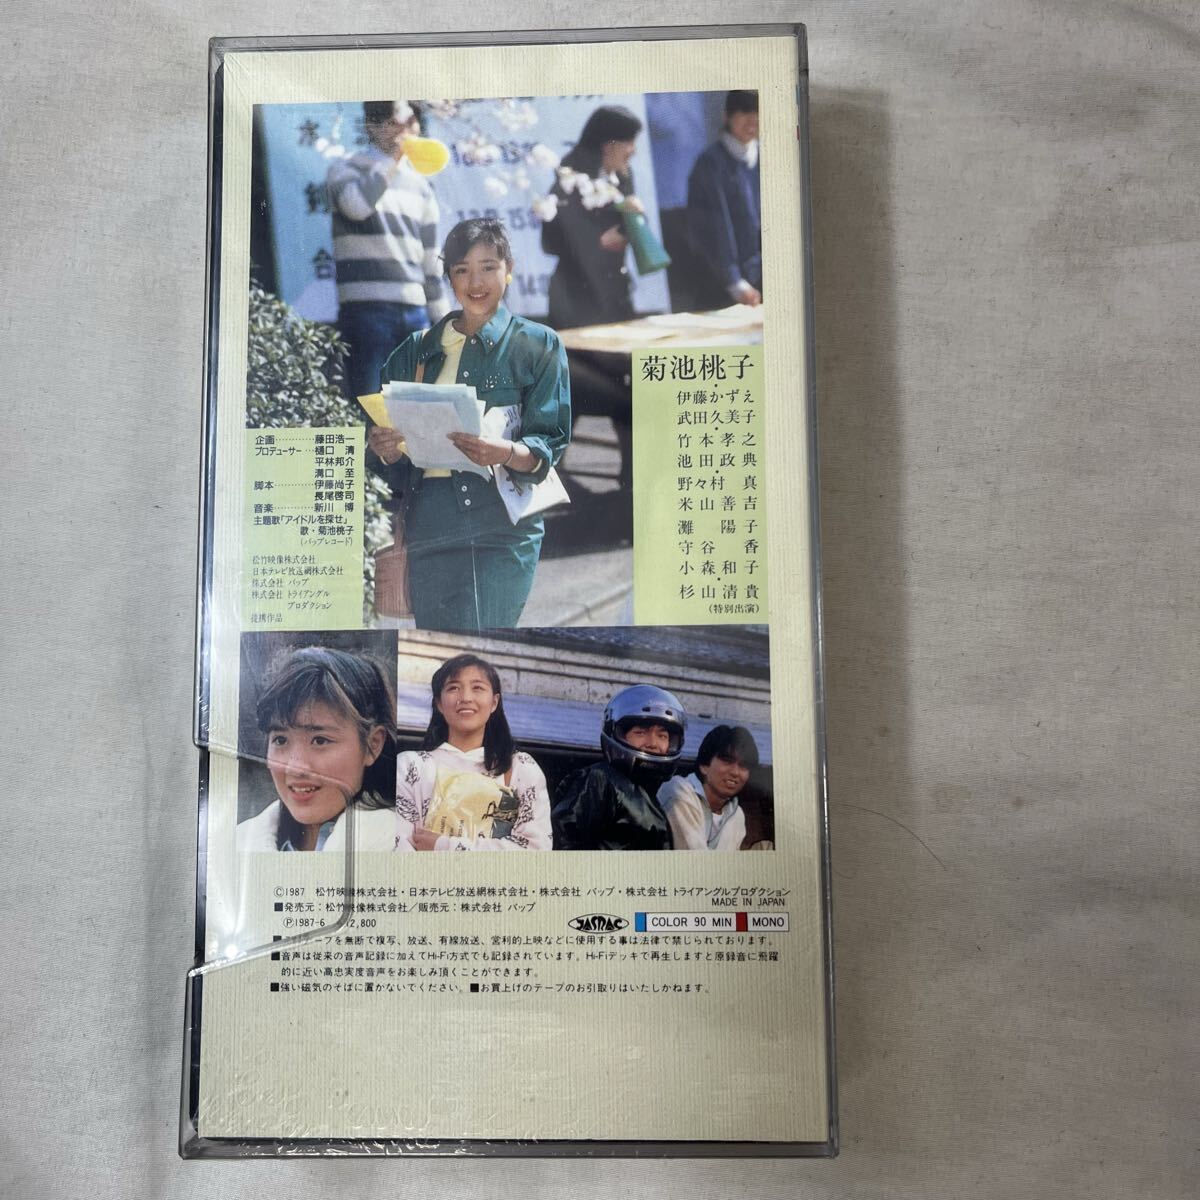 菊池桃子
伊藤かずえ
武田久美子
竹本孝之
池田政典
野々村 真
米山善吉
灘 陽子
守谷 香
小森和子
杉山清貴
(特別出演)
企画…………藤田浩一
プロデューサー…樋口 清
平林邦介
溝口 至
脚本…………伊藤尚子
長尾啓司
音楽…………新川 博
主題歌「アイドルを探せ」
歌・菊池桃子
(バップレコード)
松竹映像株式会社
日本テレビ放送網株式会社
株式会社 バップ
株式会社 トライアングル
プロダクション
提携作品
©1987 松竹映像株式会社・日本テレビ放送網株式会社・株式会社 バップ・株式会社 トライアングルプロダクション
MADE IN JAPAN
■発売元:松竹映像株式会社/販売元:株式会社 バップ
Ⓟ1987-6 12,800
JASRAC COLOR 90 MIN MONO
テープを無断で複写、放送、有線放送、営利的上映などに使用する事は法律で禁じられております。
■音声は従来の音声記録に加えてHi-Fi方式でも記録されています。Hi-Fiデッキで再生しますと原録音に飛躍
的に近い高忠実度音声をお楽しみ頂くことができます。
■強い磁気のそばに置かないでください。■お買上げのテープのお引取りはいたしかねます。